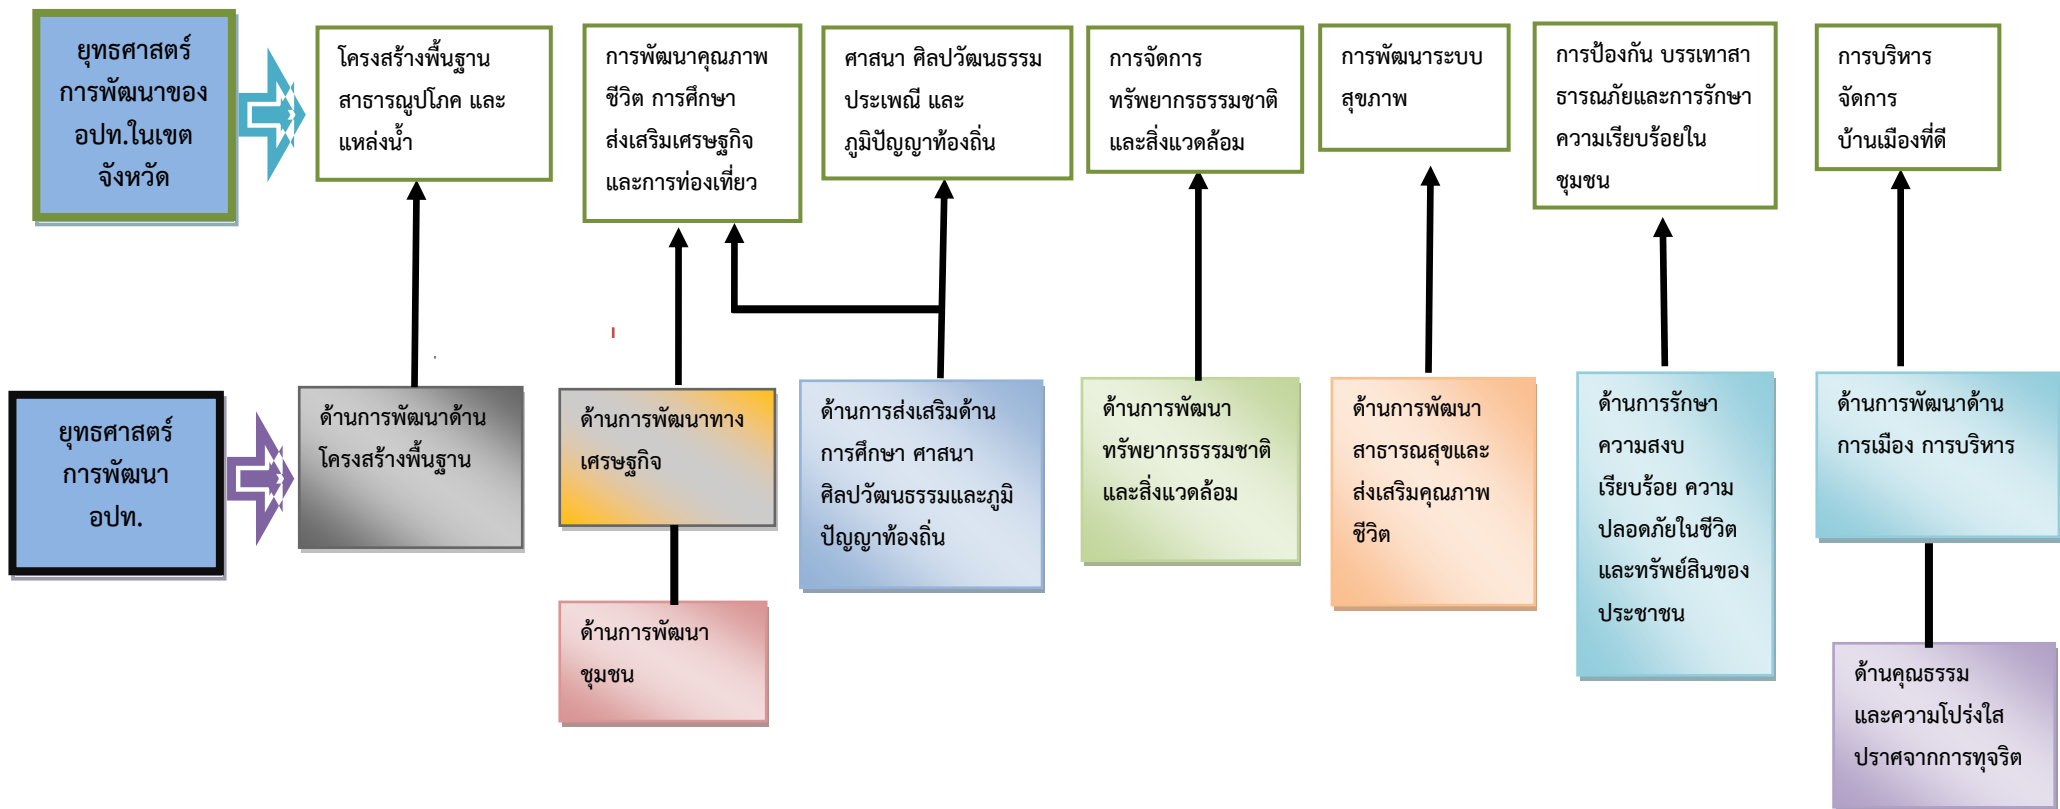 ยุทธศาสตร์
การพัฒนาของ
อปท.ในเขต
จังหวัด
โครงสร้างพื้นฐาน
สาธารณูปโภค และ
แหล่งน้ำ
การพัฒนาคุณภาพ
ชีวิต การศึกษา
ส่งเสริมเศรษฐกิจ
และการท่องเที่ยว
ศาสนา ศิลปวัฒนธรรม
ประเพณี และ
ภูมิปัญญาท้องถิ่น
การจัดการ
ทรัพยากรธรรมชาติ
และสิ่งแวดล้อม
การพัฒนาระบบ
สุขภาพ
การป้องกัน บรรเทาสา
ธารณภัยและการรักษา
ความเรียบร้อยใน
ชุมชน
การบริหาร
จัดการ
บ้านเมืองที่ดี
ยุทธศาสตร์
การพัฒนา
อปท.
ด้านการพัฒนาด้าน
โครงสร้างพื้นฐาน
ด้านการพัฒนาทาง
เศรษฐกิจ
ด้านการส่งเสริมด้าน
การศึกษา ศาสนา
ศิลปวัฒนธรรมและภูมิ
ปัญญาท้องถิ่น
ด้านการพัฒนา
ทรัพยากรธรรมชาติ
และสิ่งแวดล้อม
ด้านการพัฒนา
สาธารณสุขและ
ส่งเสริมคุณภาพ
ชีวิต
ด้านการรักษา
ความสงบ
เรียบร้อย ความ
ปลอดภัยในชีวิต
และทรัพย์สินของ
ประชาชน
ด้านการพัฒนาด้าน
การเมือง การบริหาร
ด้านการพัฒนา
ชุมชน
ด้านคุณธรรม
และความโปร่งใส
ปราศจากการทุจริต